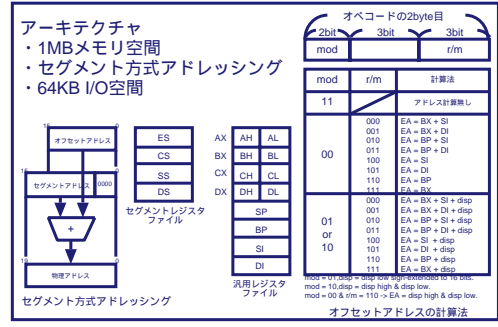 アーキテクチャ
・1MBメモリ空間
・セグメント方式アドレッシング
・64KB I/O空間
15 0
オフセットアドレス
15 0
セグメントアドレス 0000
+
19 0
物理アドレス
セグメント方式アドレッシング
ES
CS
SS
DS
セグメントレジスタ
ファイル
AX AH AL
BX BH BL
CX CH CL
DX DH DL
SP
BP
SI
DI
汎用レジスタ
ファイル
オペコードの2byte目
2bit 3bit 3bit
mod r/m
mod r/m 計算法
11 アドレス計算無し
00
000 EA = BX + SI
001 EA = BX + DI
010 EA = BP + SI
011 EA = BP + DI
100 EA = SI
101 EA = DI
110 EA = BP
111 EA = BX
01
or
10
000 EA = BX + SI + disp
001 EA = BX + DI + disp
010 EA = BP + SI + disp
011 EA = BP + DI + disp
100 EA = SI + disp
101 EA = DI + disp
110 EA = BP + disp
111 EA = BX + disp
mod = 01,disp = disp low sign-extended to 16 bits.
mod = 10,disp = disp high & disp low.
mod = 00 & r/m = 110 -> EA = disp high & disp low.
オフセットアドレスの計算法